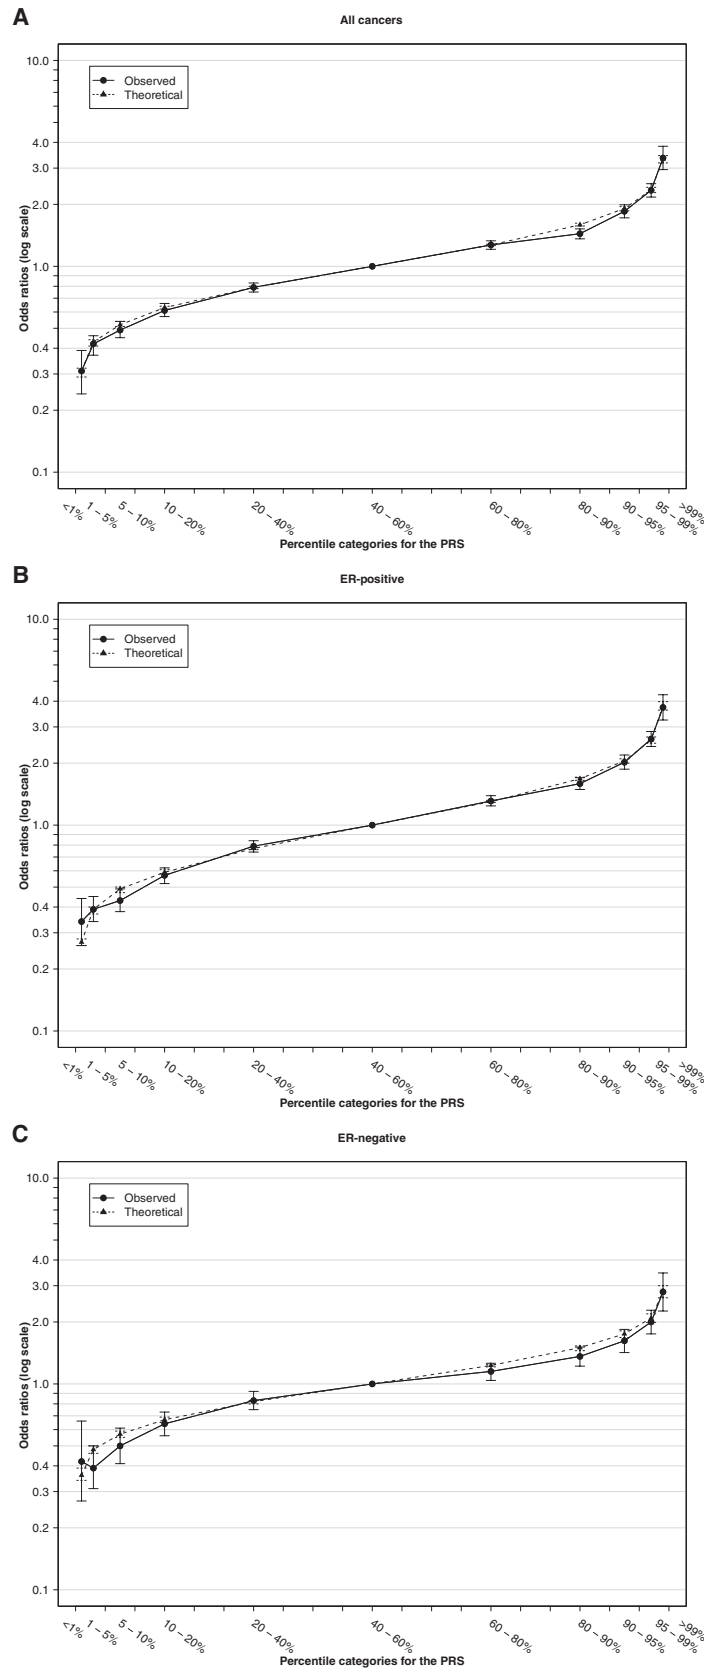 A
All cancers
Observed
Theoretical
Odds ratios (log scale)
10.0
4.0
3.0
2.0
1.0
0.4
0.3
0.2
0.1
<1%
1 – 5%
5 – 10%
10 – 20%
20 – 40%
40 – 60%
60 – 80%
80 – 90%
90 – 95%
95 – 99%
>99%
Percentile categories for the PRS
B
ER-positive
Observed
Theoretical
Odds ratios (log scale)
10.0
4.0
3.0
2.0
1.0
0.4
0.3
0.2
0.1
<1%
1 – 5%
5 – 10%
10 – 20%
20 – 40%
40 – 60%
60 – 80%
80 – 90%
90 – 95%
95 – 99%
>99%
Percentile categories for the PRS
C
ER-negative
Observed
Theoretical
Odds ratios (log scale)
10.0
4.0
3.0
2.0
1.0
0.4
0.3
0.2
0.1
<1%
1 – 5%
5 – 10%
10 – 20%
20 – 40%
40 – 60%
60 – 80%
80 – 90%
90 – 95%
95 – 99%
>99%
Percentile categories for the PRS